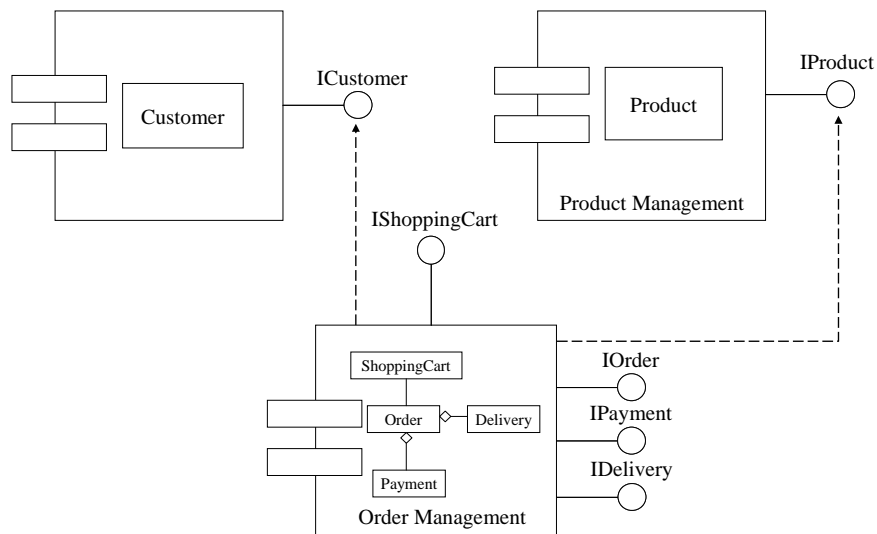 ICustomer
IProduct
Customer
Product
Product Management
IShoppingCart
ShoppingCart
IOrder
Order
Delivery
IPayment
IDelivery
Payment
Order Management